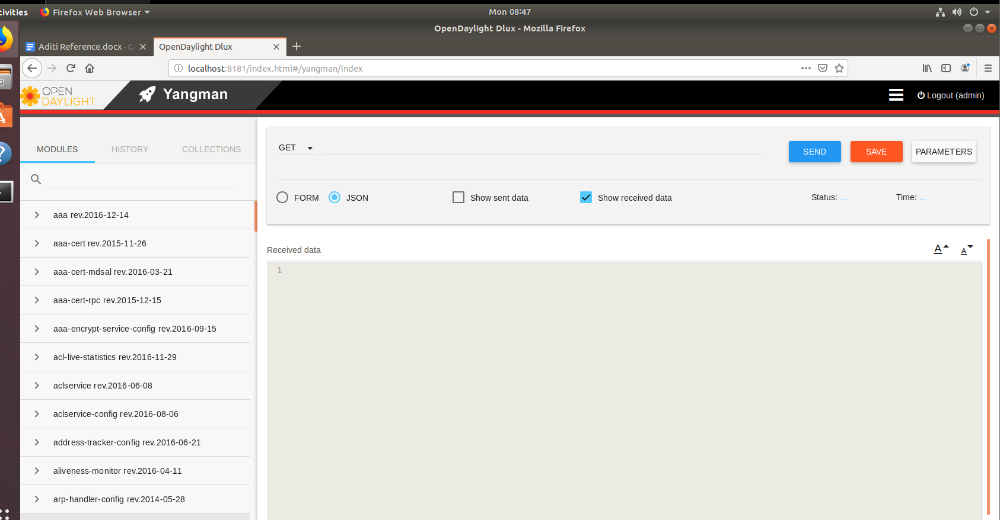 tivities Firefox Web Browser Mon 08:47
OpenDaylight Dlux - Mozilla Firefox
Aditi Reference.docx - G OpenDaylight Dlux
localhost:8181/index.html#/yangman/index
OPEN
DAYLIGHT
Yangman
Logout (admin)
MODULES HISTORY COLLECTIONS
GET SEND SAVE PARAMETERS
FORM JSON Show sent data Show received data Status: ... Time: ...
aaa rev.2016-12-14
aaa-cert rev.2015-11-26
aaa-cert-mdsal rev.2016-03-21
aaa-cert-rpc rev.2015-12-15
aaa-encrypt-service-config rev.2016-09-15
acl-live-statistics rev.2016-11-29
aclservice rev.2016-06-08
aclservice-config rev.2016-08-06
address-tracker-config rev.2016-06-21
aliveness-monitor rev.2016-04-11
arp-handler-config rev.2014-05-28
Received data A A
1